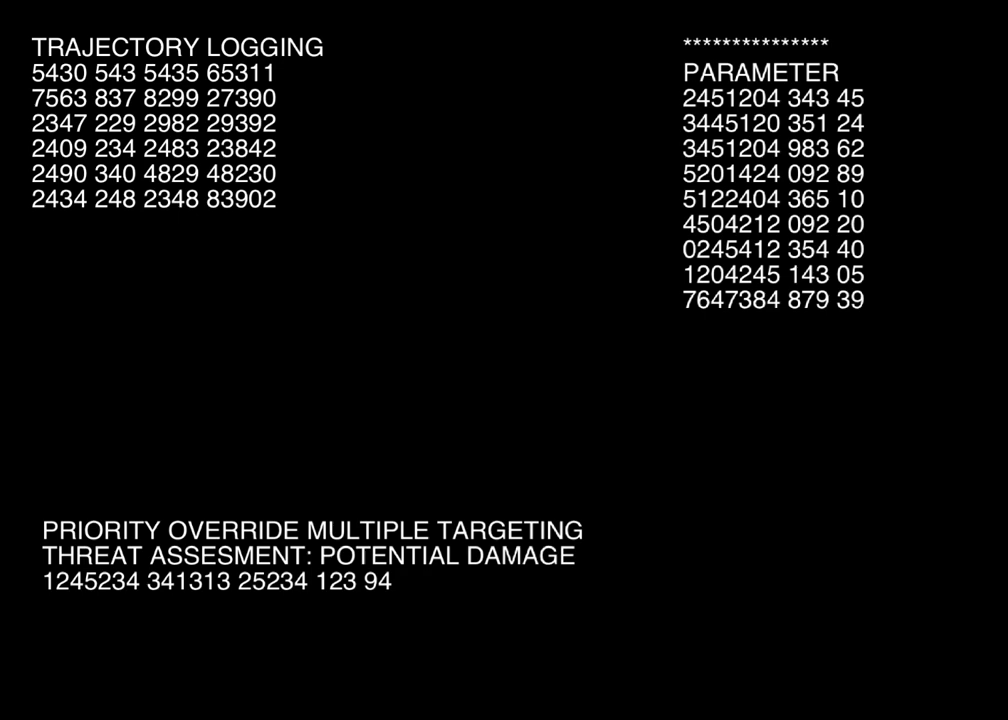 TRAJECTORY LOGGING
5430 543 5435 65311
7563 837 8299 27390
2347 229 2982 29392
2409 234 2483 23842
2490 340 4829 48230
2434 248 2348 83902
***************
PARAMETER
2451204 343 45
3445120 351 24
3451204 983 62
5201424 092 89
5122404 365 10
4504212 092 20
0245412 354 40
1204245 143 05
7647384 879 39
PRIORITY OVERRIDE MULTIPLE TARGETING
THREAT ASSESMENT: POTENTIAL DAMAGE
1245234 341313 25234 123 94